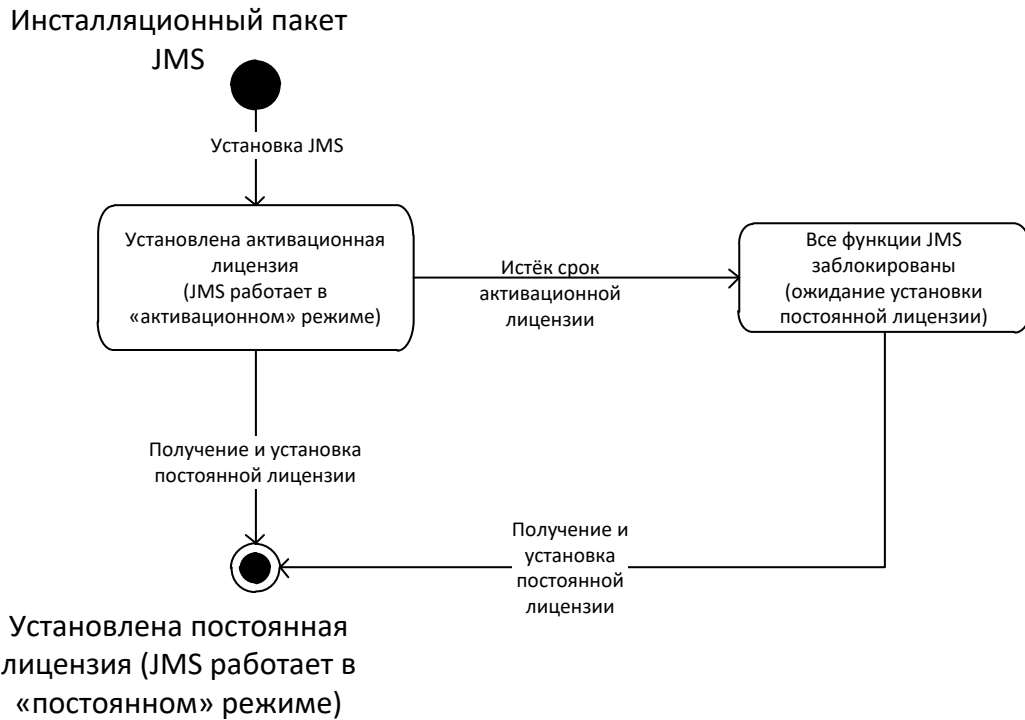 Инсталляционный пакет
JMS
Установка JMS
Установлена активационная
лицензия
(JMS работает в
«активационном» режиме)
Истёк срок
активационной
лицензии
Все функции JMS
заблокированы
(ожидание установки
постоянной лицензии)
Получение и установка
постоянной лицензии
Получение и
установка
постоянной
лицензии
Установлена постоянная
лицензия (JMS работает в
«постоянном» режиме)